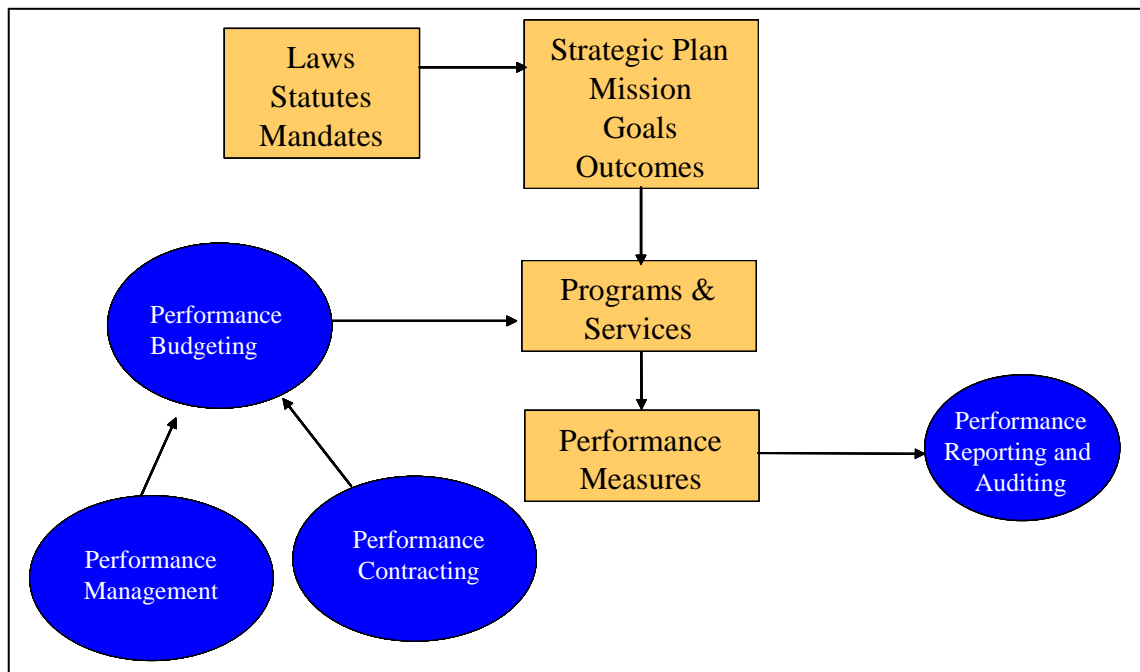 Laws
Statutes
Mandates
Strategic Plan
Mission
Goals
Outcomes
Performance
Budgeting
Programs &
Services
Performance
Measures
Performance
Reporting and
Auditing
Performance
Management
Performance
Contracting